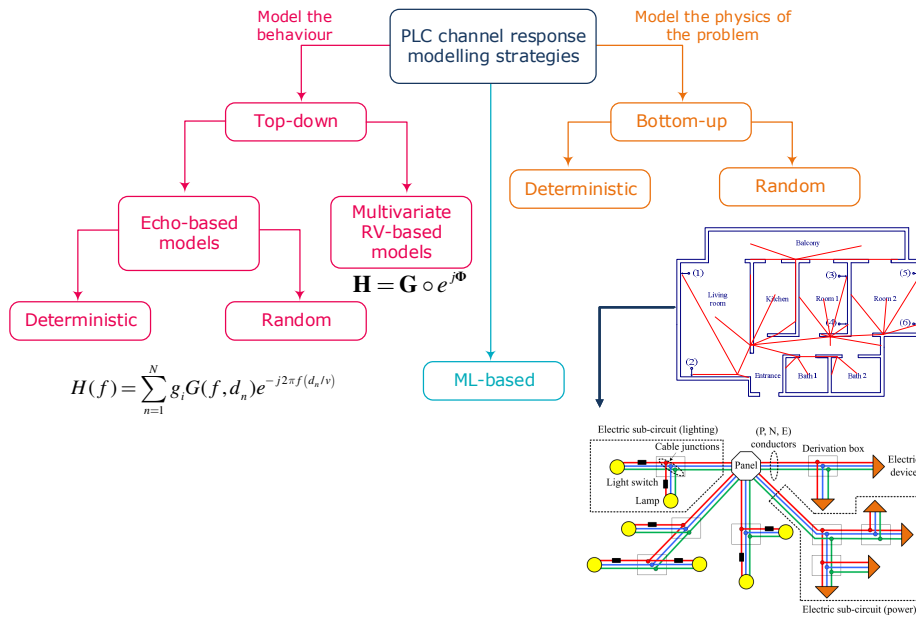 Model the
behaviour
PLC channel response
modelling strategies
Model the physics of
the problem
Top-down
Bottom-up
Deterministic
Random
Echo-based
models
Multivariate
RV-based
models
H = G ∘ e^{jΦ}
Deterministic
Random
ML-based
H(f) = \sum_{n=1}^{N} g_i G(f, d_n) e^{-j2πf(d_n/v)}
Balcony
(1)
(3)
(5)
Living
room
Kitchen
Room 1
Room 2
(4)
(6)
(2)
Entrance
Bath 1
Bath 2
Electric sub-circuit (lighting)
Cable junctions
(P, N, E)
conductors
Derivation box
Panel
Electric
device
Light switch
Lamp
Electric sub-circuit (power)